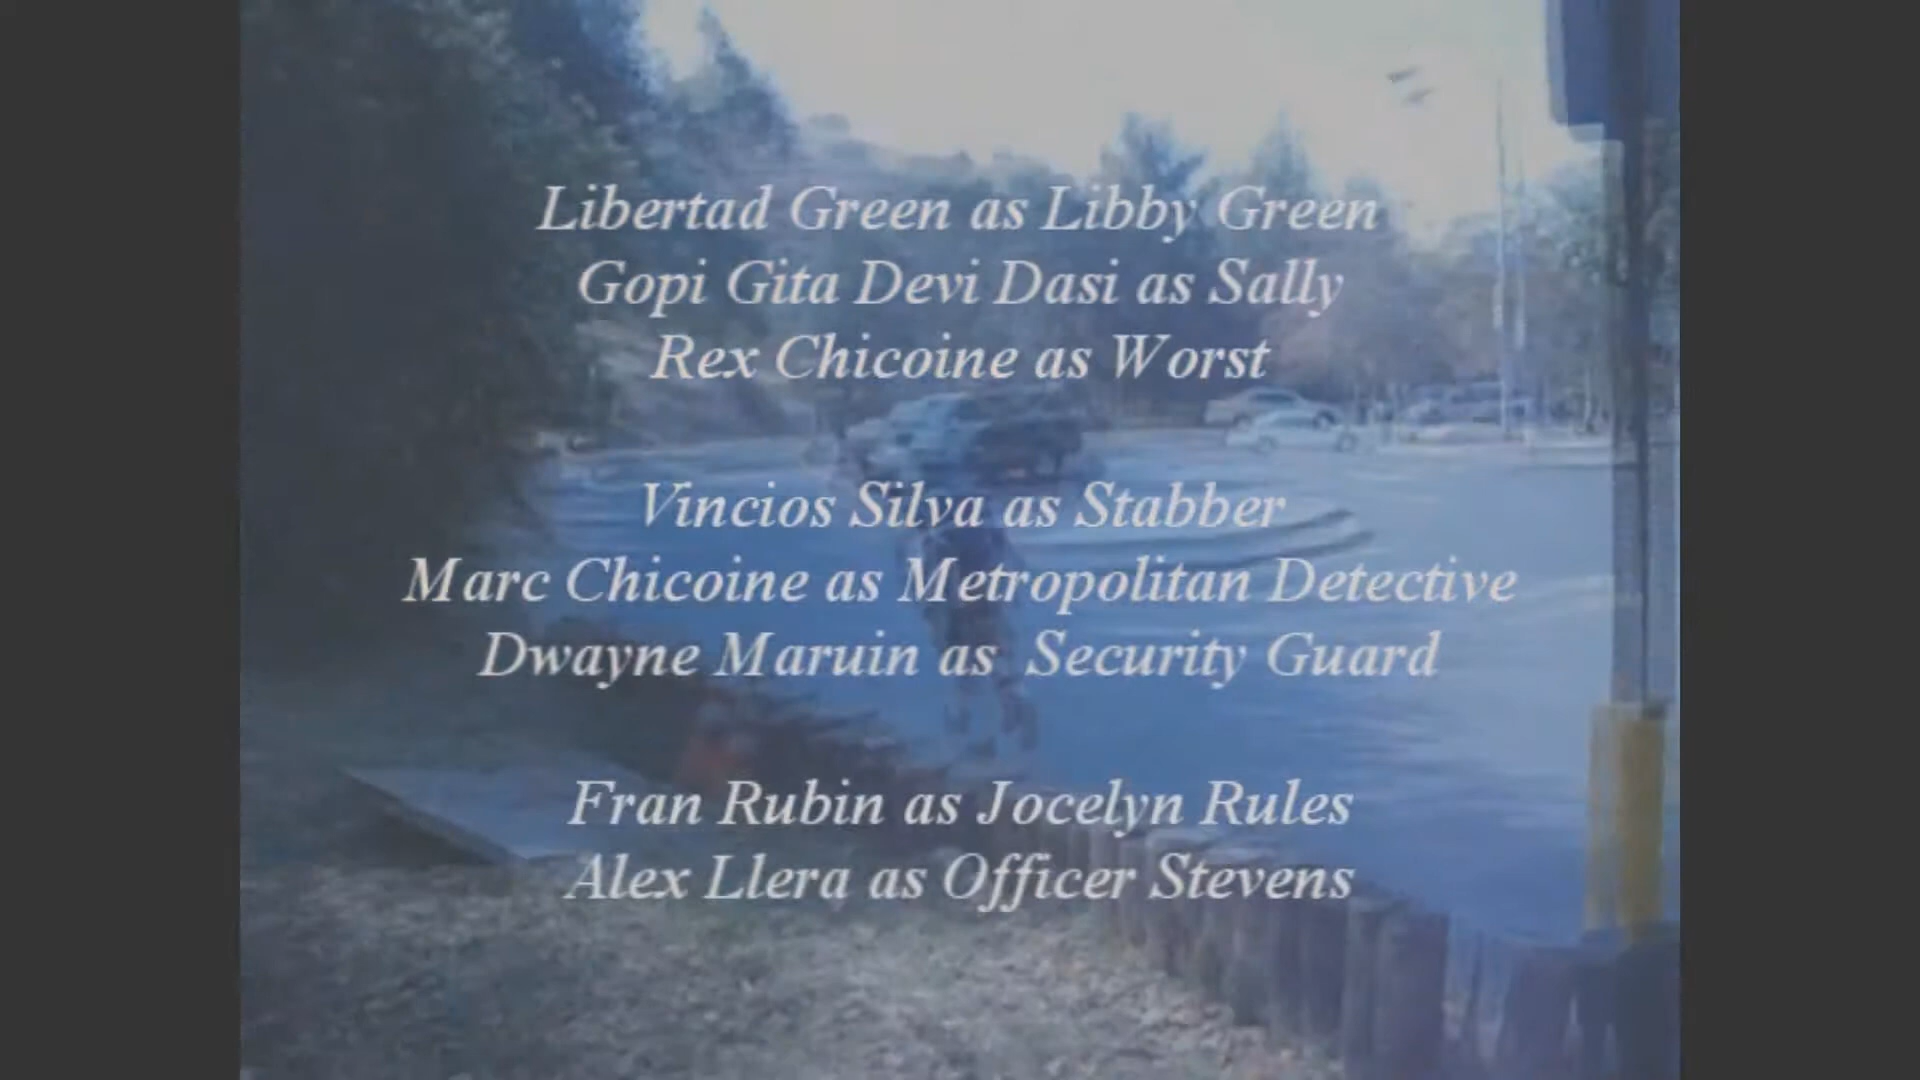 Libertad Green as Libby Green
Gopi Gita Devi Dasi as Sally
Rex Chicoine as Worst
Vincios Silva as Stabber
Marc Chicoine as Metropolitan Detective
Dwayne Maruin as Security Guard
Fran Rubin as Jocelyn Rules
Alex Llera as Officer Stevens